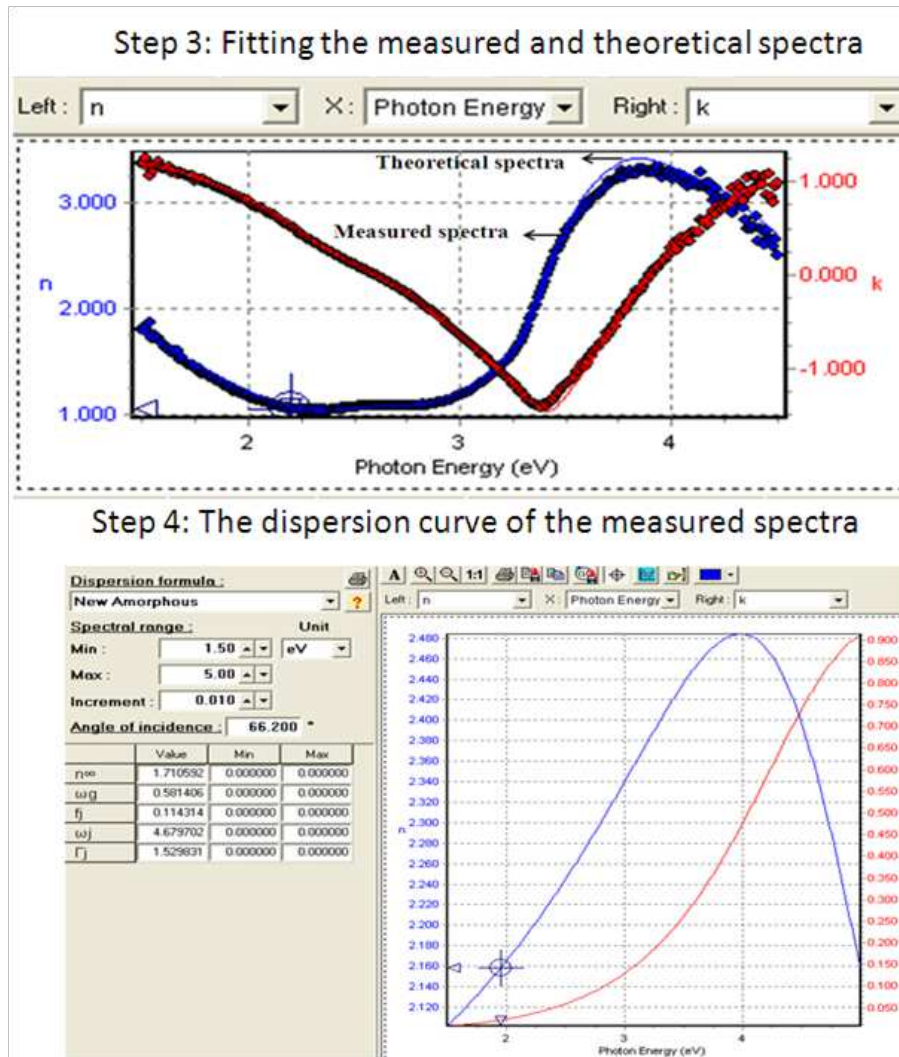 Step 3: Fitting the measured and theoretical spectra
Left : n X : Photon Energy Right : k
Theoretical spectra
Measured spectra
3.000
2.000
1.000
n
1.000
0.000
-1.000
k
2 3 4
Photon Energy (eV)
Step 4: The dispersion curve of the measured spectra
Dispersion formula :
New Amorphous ?
Spectral range : Unit
Min : 1.50 eV
Max : 5.00
Increment : 0.010
Angle of incidence : 66.200 °
Value Min Max
n∞ 1.710592 0.000000 0.000000
ωg 0.581406 0.000000 0.000000
fj 0.114314 0.000000 0.000000
ωj 4.679702 0.000000 0.000000
Γj 1.529831 0.000000 0.000000
A 1:1
Left : n X : Photon Energy Right : k
2.480
2.460
2.440
2.420
2.400
2.380
2.360
2.340
2.320
2.300
2.280
2.260
2.240
2.220
2.200
2.180
2.160
2.140
2.120
n
0.900
0.850
0.800
0.750
0.700
0.650
0.600
0.550
0.500
0.450
0.400
0.350
0.300
0.250
0.200
0.150
0.100
0.050
k
2 3 4
Photon Energy (eV)